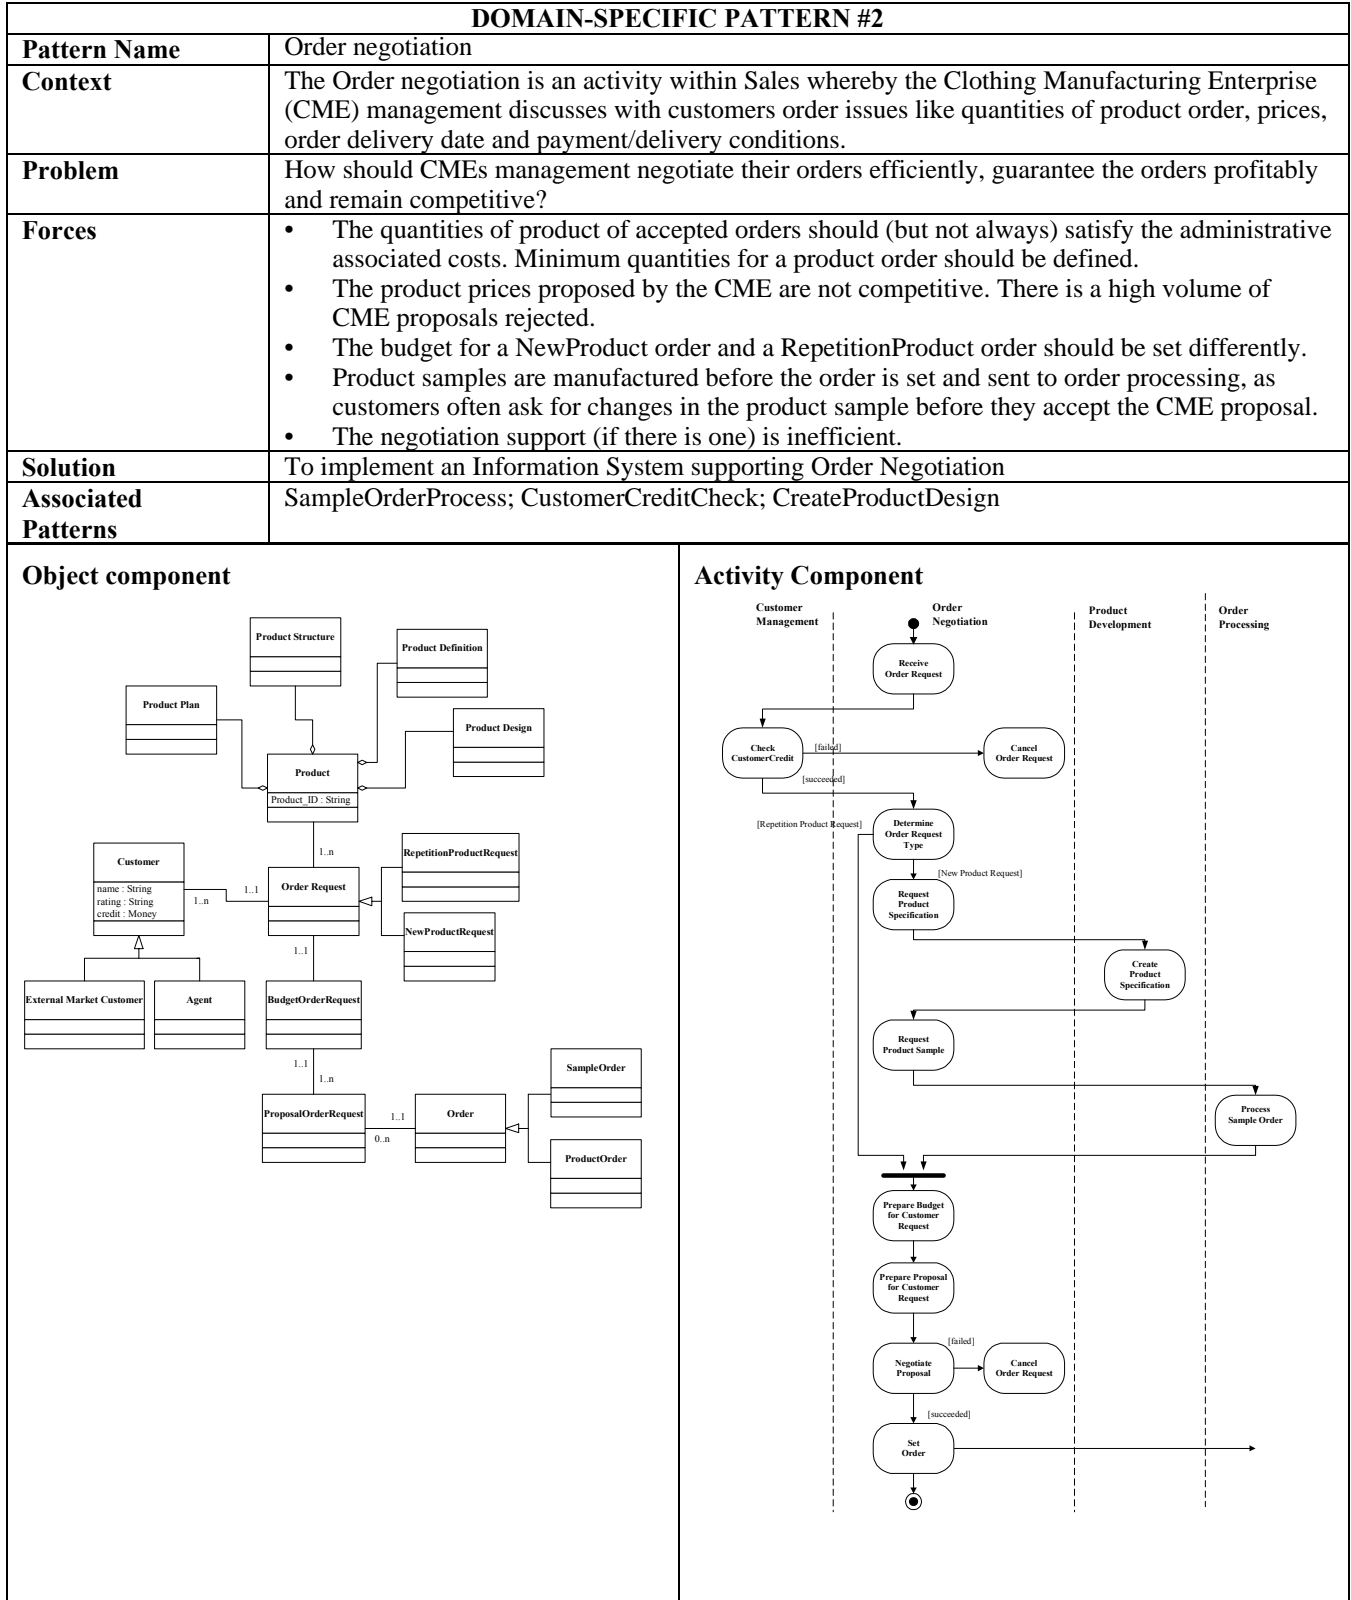 DOMAIN-SPECIFIC PATTERN #2
Pattern Name
Order negotiation
Context
The Order negotiation is an activity within Sales whereby the Clothing Manufacturing Enterprise
(CME) management discusses with customers order issues like quantities of product order, prices,
order delivery date and payment/delivery conditions.
Problem
How should CMEs management negotiate their orders efficiently, guarantee the orders profitably
and remain competitive?
Forces
• The quantities of product of accepted orders should (but not always) satisfy the administrative
associated costs. Minimum quantities for a product order should be defined.
• The product prices proposed by the CME are not competitive. There is a high volume of
CME proposals rejected.
• The budget for a NewProduct order and a RepetitionProduct order should be set differently.
• Product samples are manufactured before the order is set and sent to order processing, as
customers often ask for changes in the product sample before they accept the CME proposal.
• The negotiation support (if there is one) is inefficient.
Solution
To implement an Information System supporting Order Negotiation
Associated
Patterns
SampleOrderProcess; CustomerCreditCheck; CreateProductDesign
Object component
Product Structure
Product Definition
Product Plan
Product Design
Product
Product_ID : String
1..n
RepetitionProductRequest
Customer
name : String
rating : String
credit : Money
1..1
1..n
Order Request
NewProductRequest
1..1
External Market Customer
Agent
BudgetOrderRequest
1..1
1..n
SampleOrder
ProposalOrderRequest
1..1
0..n
Order
ProductOrder
Activity Component
Customer
Management
Order
Negotiation
Product
Development
Order
Processing
Receive
Order Request
Check
CustomerCredit
[failed]
Cancel
Order Request
[succeeded]
[Repetition Product Request]
Determine
Order Request
Type
[New Product Request]
Request
Product
Specification
Create
Product
Specification
Request
Product Sample
Process
Sample Order
Prepare Budget
for Customer
Request
Prepare Proposal
for Customer
Request
[failed]
Negotiate
Proposal
Cancel
Order Request
[succeeded]
Set
Order